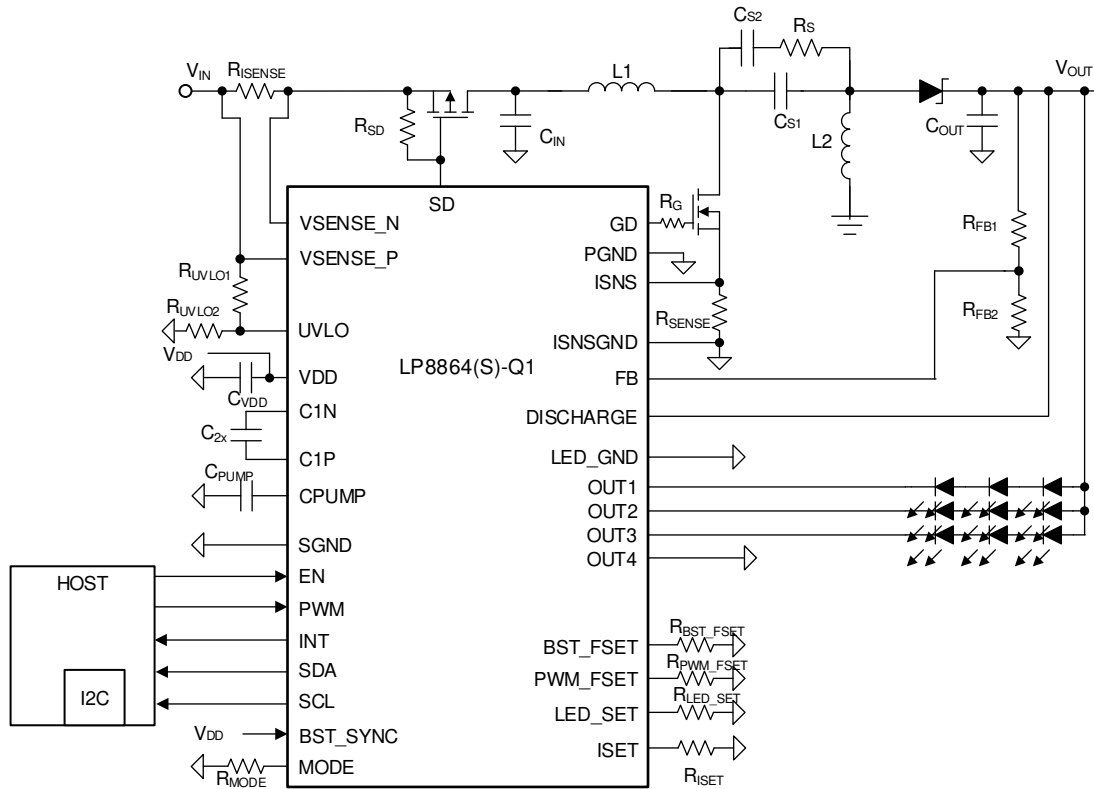 CS2
RS
VIN
RISENSE
L1
VOUT
RSD
CIN
CS1
L2
COUT
SD
RG
GD
VSENSE_N
RFB1
PGND
VSENSE_P
RUVLO1
ISNS
RUVLO2
RSENSE
RFB2
UVLO
ISNSGND
VDD
LP8864(S)-Q1
VDD
FB
CVDD
C1N
DISCHARGE
C2x
C1P
LED_GND
CPUMP
CPUMP
OUT1
OUT2
OUT3
SGND
OUT4
HOST
EN
PWM
INT
RBST_FSET
BST_FSET
SDA
RPWM_FSET
PWM_FSET
I2C
SCL
RLED_SET
LED_SET
VDD
BST_SYNC
ISET
MODE
RMODE
RISET